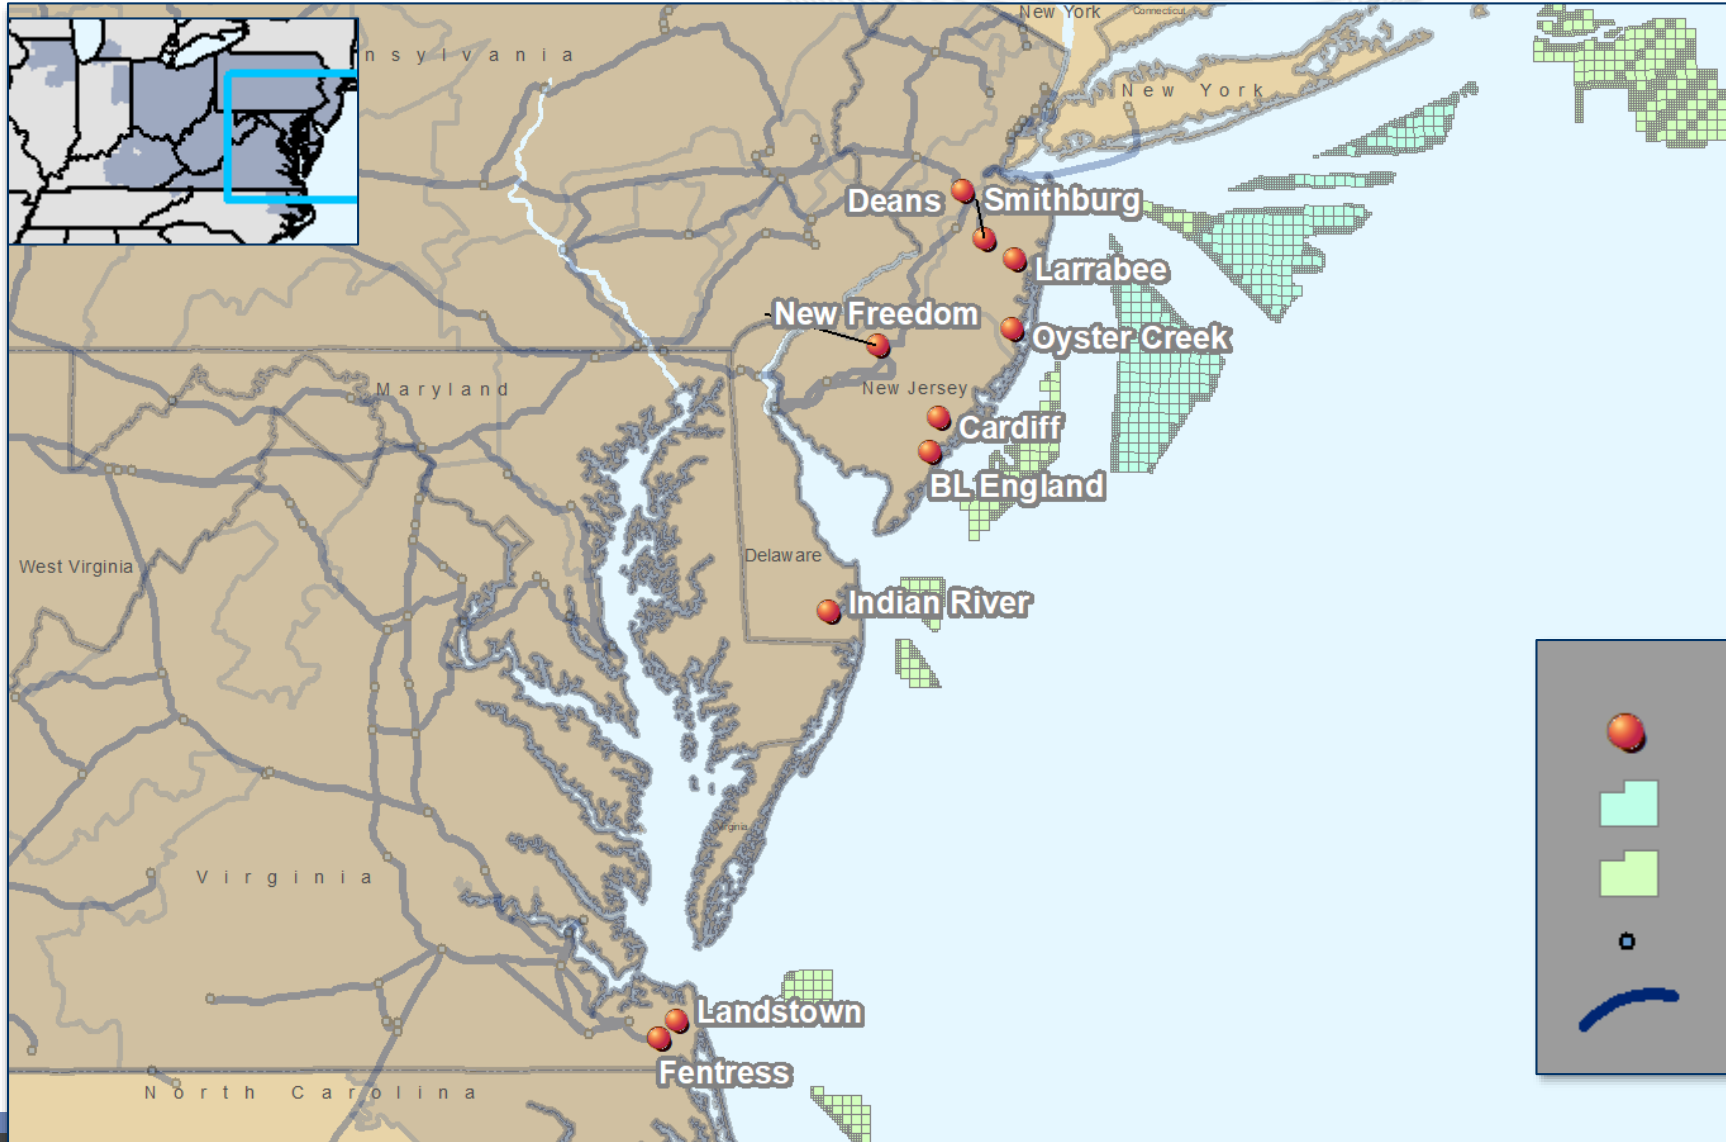 New York
Connecticut
nsylvania
New York
Deans
Smithburg
Larrabee
New Freedom
Oyster Creek
Maryland
New Jersey
Cardiff
BL England
Delaware
West Virginia
Indian River
Virginia
Virginia
Landstown
Fentress
North Carolina